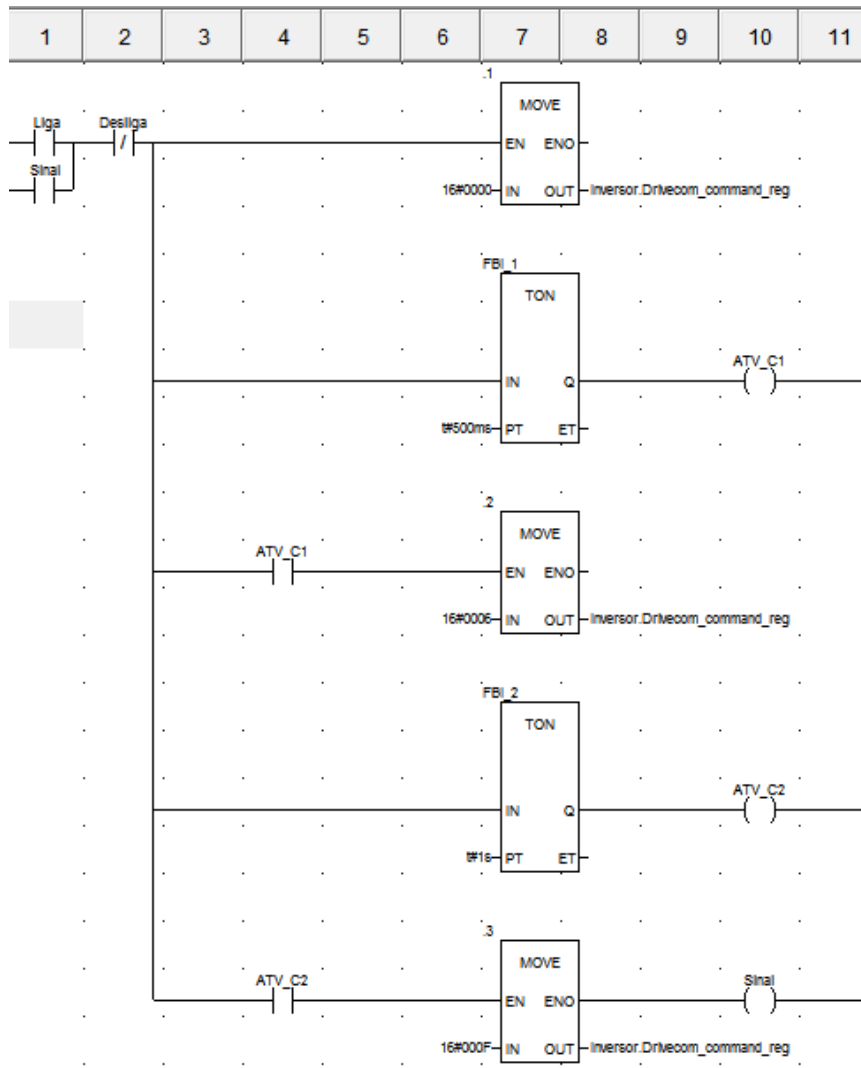 1 2 3 4 5 6 7 8 9 10 11
.1
MOVE
Liga Desliga
EN ENO
Sinal
16#0000 IN OUT Inversor.Drivecom_command_reg
FBI_1
TON
ATV_C1
IN Q
t#500ms PT ET
.2
MOVE
ATV_C1
EN ENO
16#0006 IN OUT Inversor.Drivecom_command_reg
FBI_2
TON
ATV_C2
IN Q
t#1s PT ET
.3
MOVE
ATV_C2 Sinal
EN ENO
16#000F IN OUT Inversor.Drivecom_command_reg